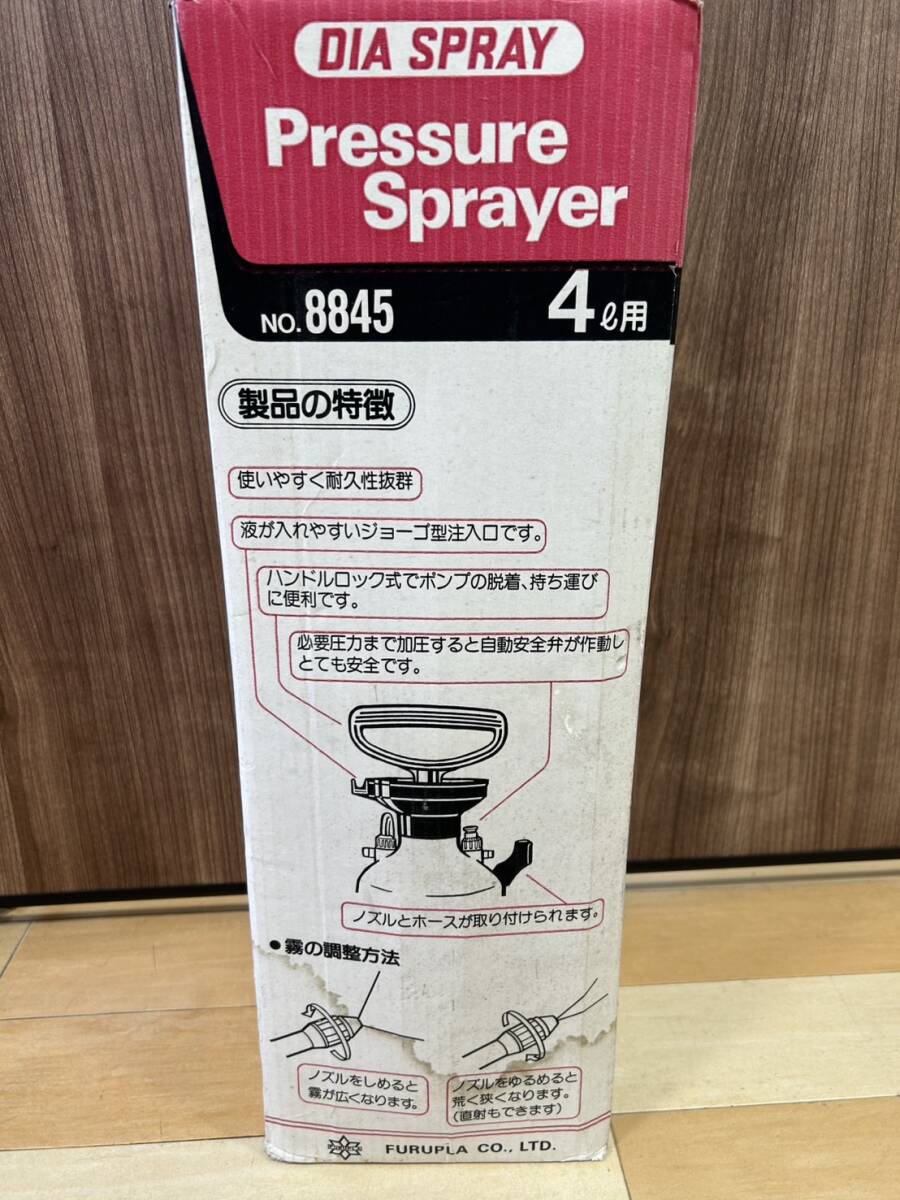 DIA SPRAY
Pressure
Sprayer
NO. 8845 4ℓ用
製品の特徴
使いやすく耐久性抜群
液が入れやすいジョーゴ型注入口です。
ハンドルロック式でポンプの脱着、持ち運び
に便利です。
必要圧力まで加圧すると自動安全弁が作動し
とても安全です。
ノズルとホースが取り付けられます。
●霧の調整方法
ノズルをしめると
霧が広くなります。
ノズルをゆるめると
荒く狭くなります。
(直射もできます)
FURUPLA CO., LTD.